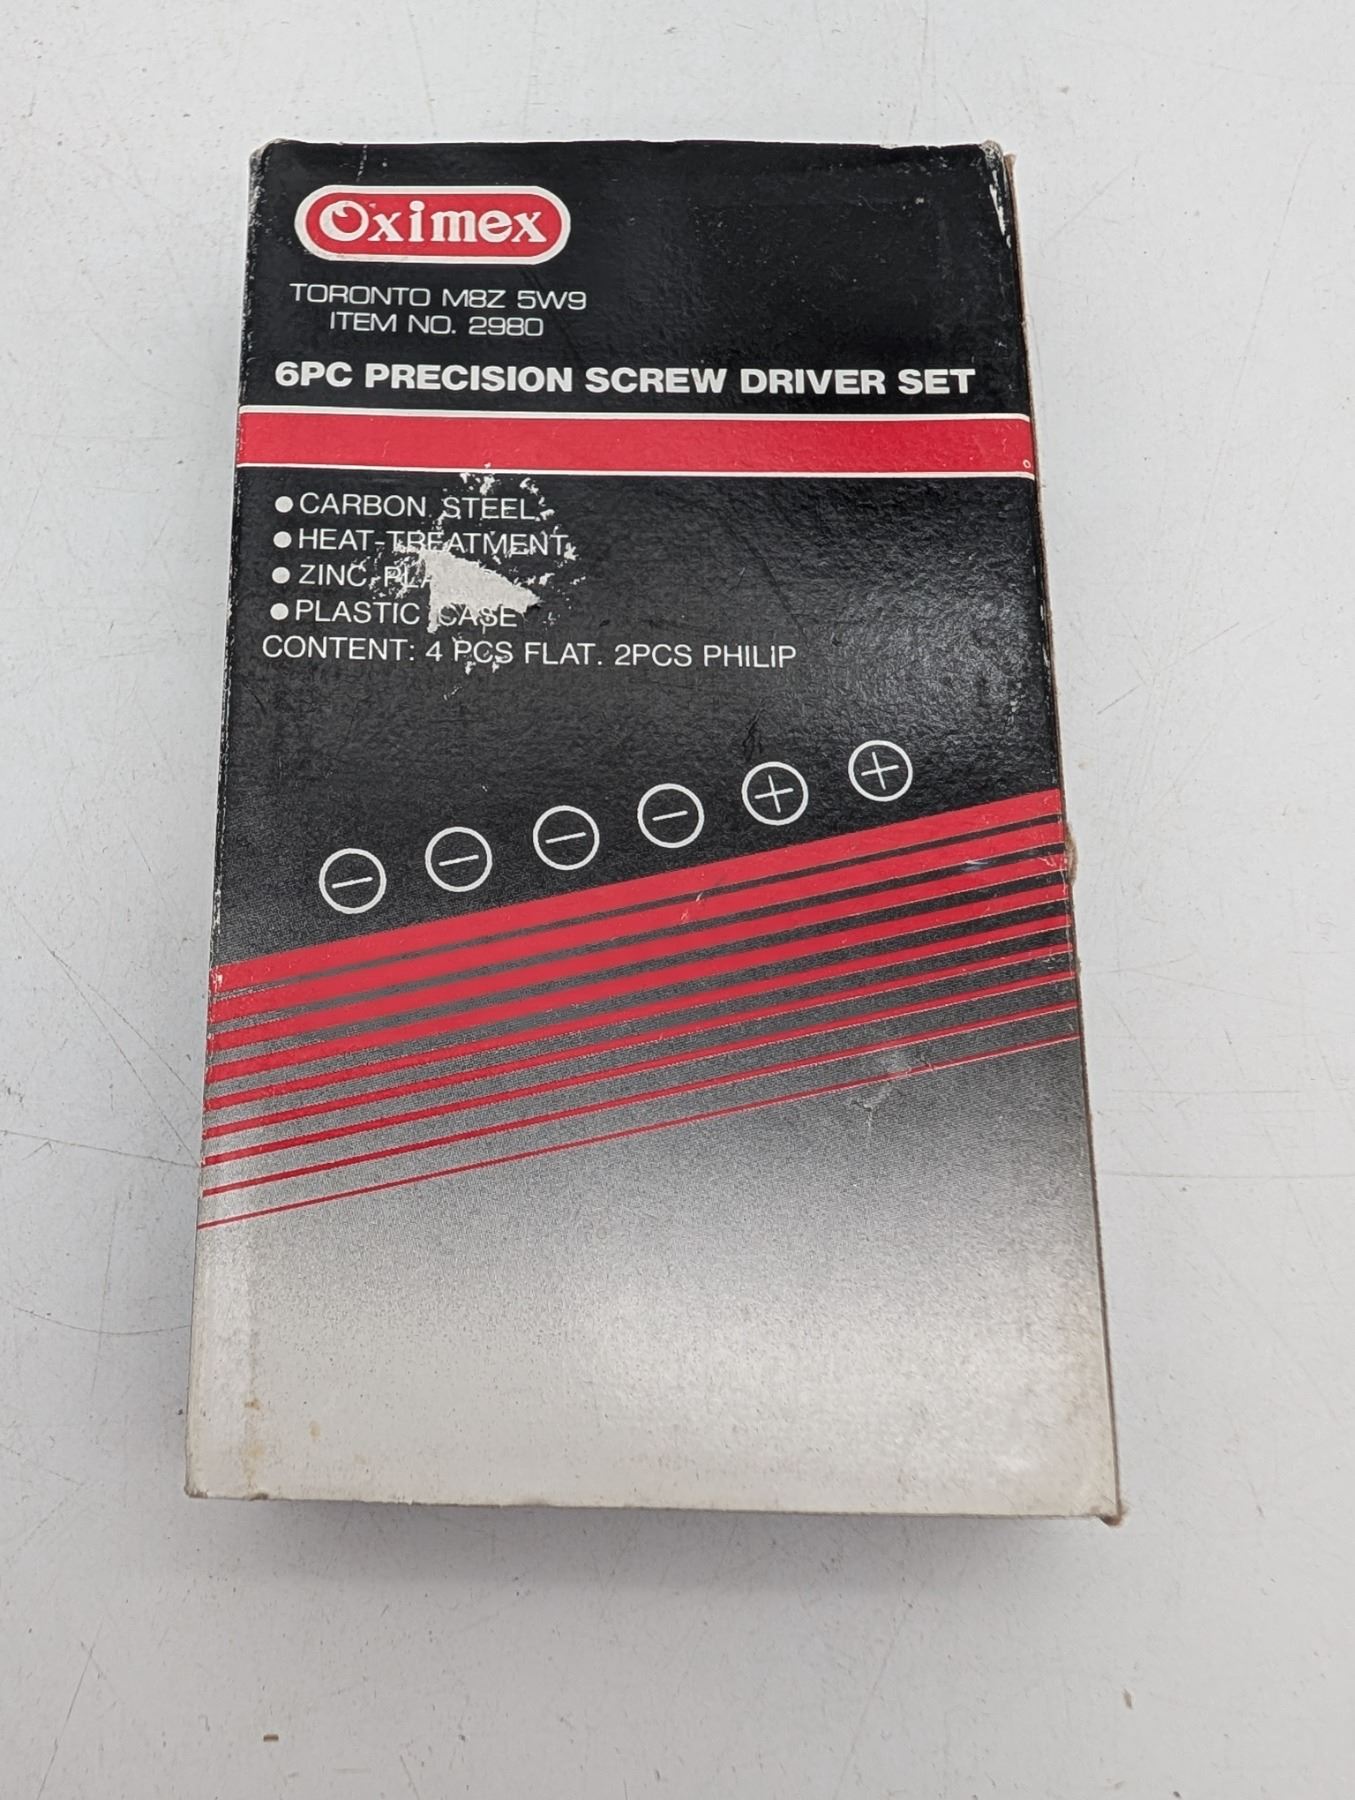 Oximex
TORONTO M8Z 5W9
ITEM NO. 2980
6PC PRECISION SCREW DRIVER SET
● CARBON STEEL
● HEAT-TREATMENT
● ZINC
● PLASTIC CASE
CONTENT: 4 PCS FLAT. 2PCS PHILIP